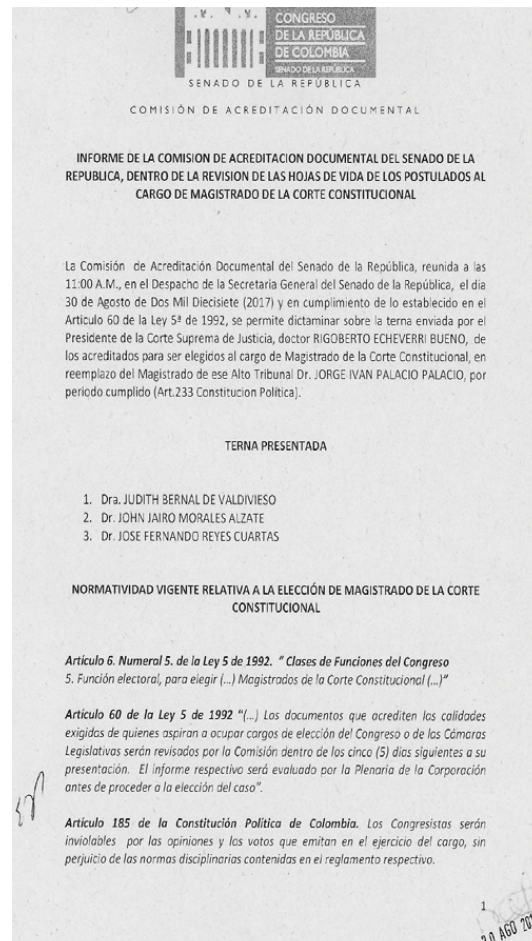 CONGRESO
DE LA REPÚBLICA
DE COLOMBIA
SENADO DE LA REPÚBLICA
SENADO DE LA REPÚBLICA
COMISIÓN DE ACREDITACIÓN DOCUMENTAL
INFORME DE LA COMISION DE ACREDITACION DOCUMENTAL DEL SENADO DE LA
REPUBLICA, DENTRO DE LA REVISION DE LAS HOJAS DE VIDA DE LOS POSTULADOS AL
CARGO DE MAGISTRADO DE LA CORTE CONSTITUCIONAL
La Comisión de Acreditación Documental del Senado de la República, reunida a las
11:00 A.M., en el Despacho de la Secretaria General del Senado de la República, el dia
30 de Agosto de Dos Mil Diecisiete (2017) y en cumplimiento de lo establecido en el
Articulo 60 de la Ley 5ª de 1992, se permite dictaminar sobre la terna enviada por el
Presidente de la Corte Suprema de Justicia, doctor RIGOBERTO ECHEVERRI BUENO, de
los acreditados para ser elegidos al cargo de Magistrado de la Corte Constitucional, en
reemplazo del Magistrado de ese Alto Tribunal Dr. JORGE IVAN PALACIO PALACIO, por
periodo cumplido (Art.233 Constitucion Política).
TERNA PRESENTADA
1. Dra. JUDITH BERNAL DE VALDIVIESO
2. Dr. JOHN JAIRO MORALES ALZATE
3. Dr. JOSE FERNANDO REYES CUARTAS
NORMATIVIDAD VIGENTE RELATIVA A LA ELECCIÓN DE MAGISTRADO DE LA CORTE
CONSTITUCIONAL
Artículo 6. Numeral 5. de la Ley 5 de 1992. " Clases de Funciones del Congreso
5. Función electoral, para elegir (...) Magistrados de la Corte Constitucional (...)"
Artículo 60 de la Ley 5 de 1992 "(...) Los documentos que acrediten las calidades
exigidas de quienes aspiran a ocupar cargos de elección del Congreso o de las Cámaras
Legislativas serán revisados por la Comisión dentro de los cinco (5) días siguientes a su
presentación. El informe respectivo será evaluado por la Plenaria de la Corporación
antes de proceder a la elección del caso".
Artículo 185 de la Constitución Política de Colombia. Los Congresistas serán
inviolables por las opiniones y los votos que emitan en el ejercicio del cargo, sin
perjuicio de las normas disciplinarias contenidas en el reglamento respectivo.
1
AGO